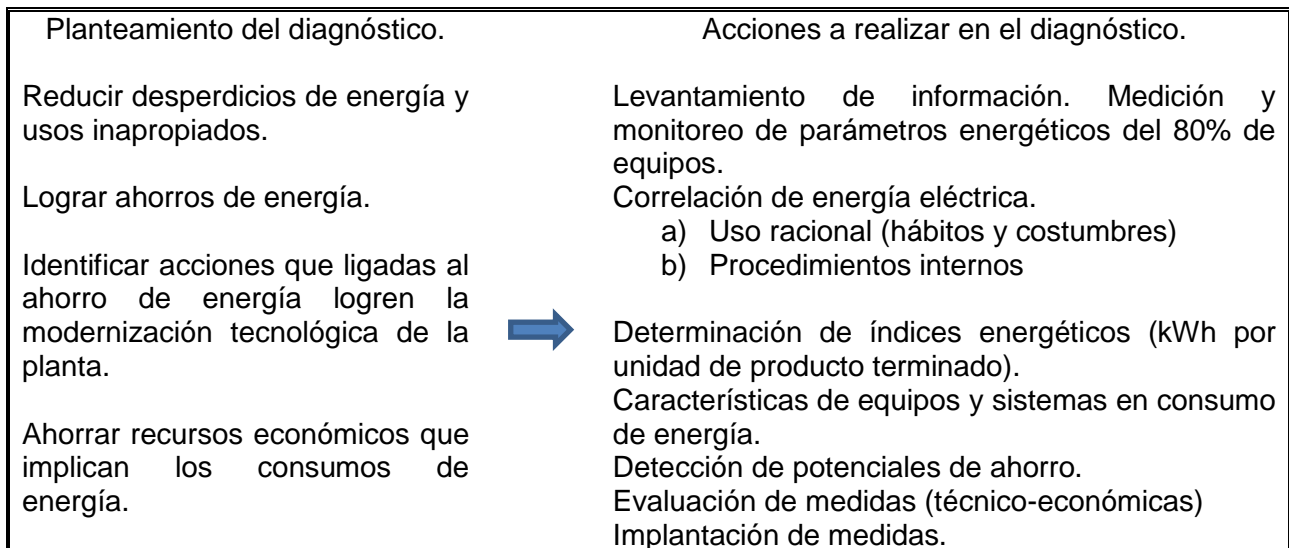 Planteamiento del diagnóstico.
Reducir desperdicios de energía y
usos inapropiados.
Lograr ahorros de energía.
Identificar acciones que ligadas al
ahorro de energía logren la
modernización tecnológica de la
planta.
Ahorrar recursos económicos que
implican los consumos de
energía.
Acciones a realizar en el diagnóstico.
Levantamiento de información. Medición y
monitoreo de parámetros energéticos del 80% de
equipos.
Correlación de energía eléctrica.
a) Uso racional (hábitos y costumbres)
b) Procedimientos internos
Determinación de índices energéticos (kWh por
unidad de producto terminado).
Características de equipos y sistemas en consumo
de energía.
Detección de potenciales de ahorro.
Evaluación de medidas (técnico-económicas)
Implantación de medidas.